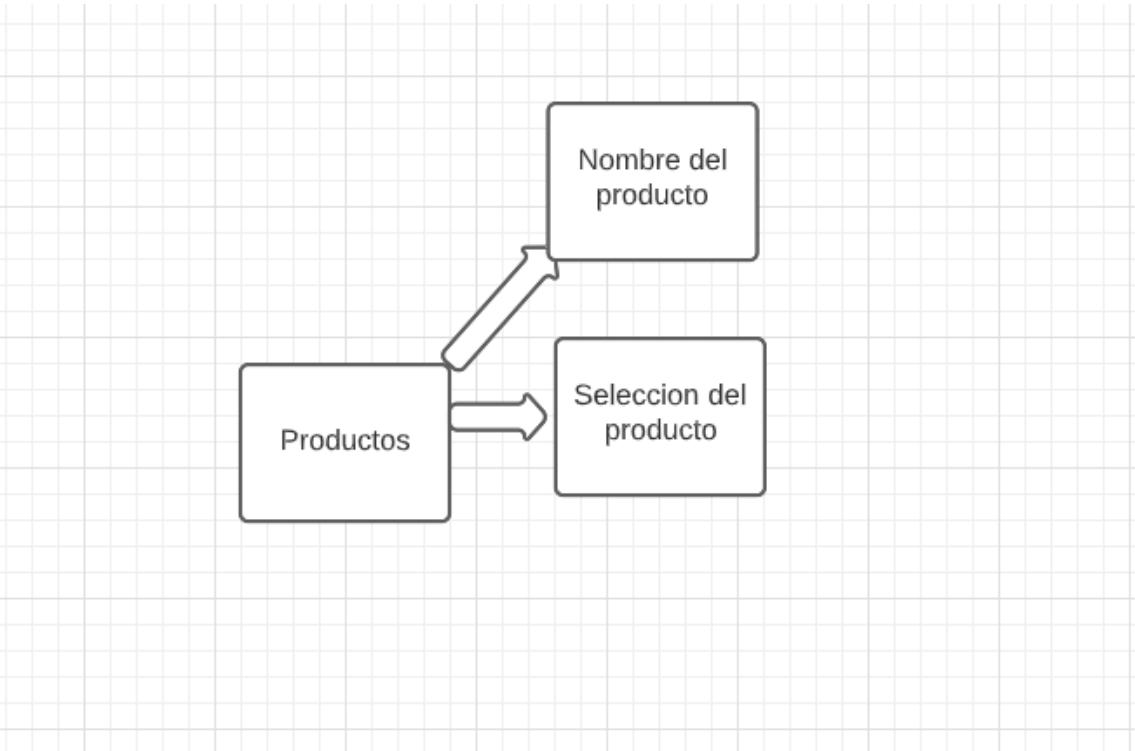 Nombre del
producto
Seleccion del
producto
Productos